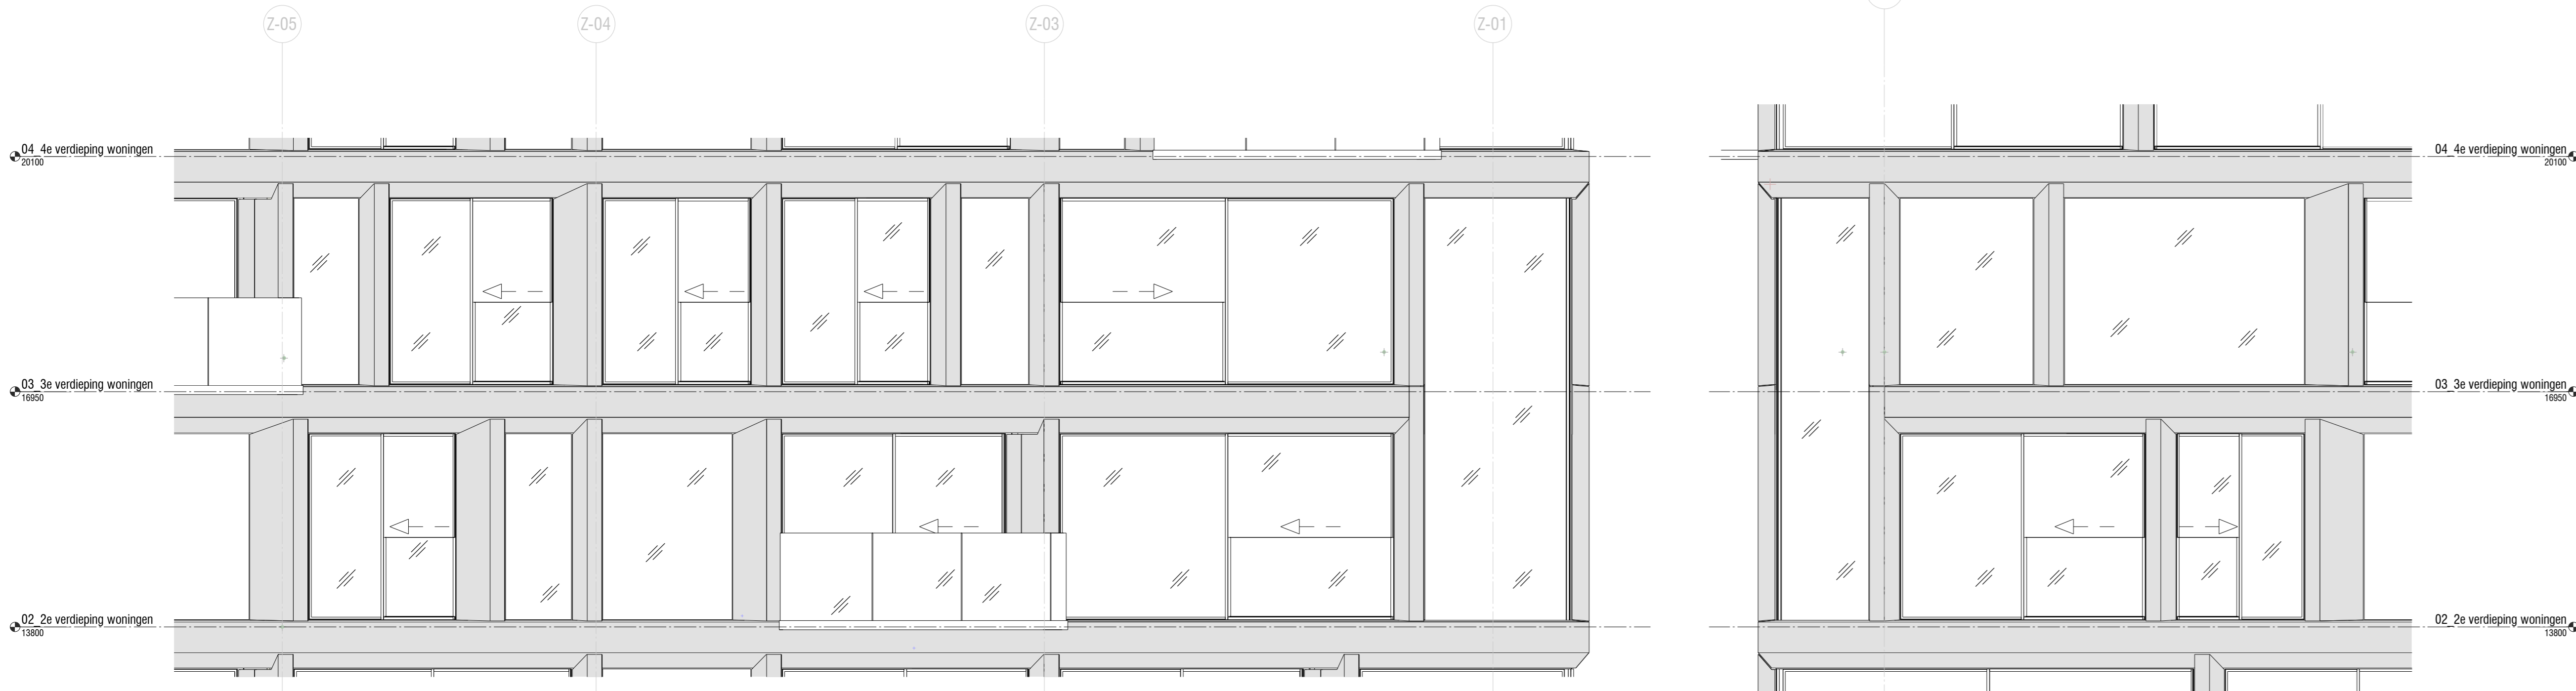 Z-05
Z-04
Z-03
Z-01
04_4e verdieping woningen
20100
04_4e verdieping woningen
20100
03_3e verdieping woningen
16950
03_3e verdieping woningen
16950
02_2e verdieping woningen
13800
02_2e verdieping woningen
13800